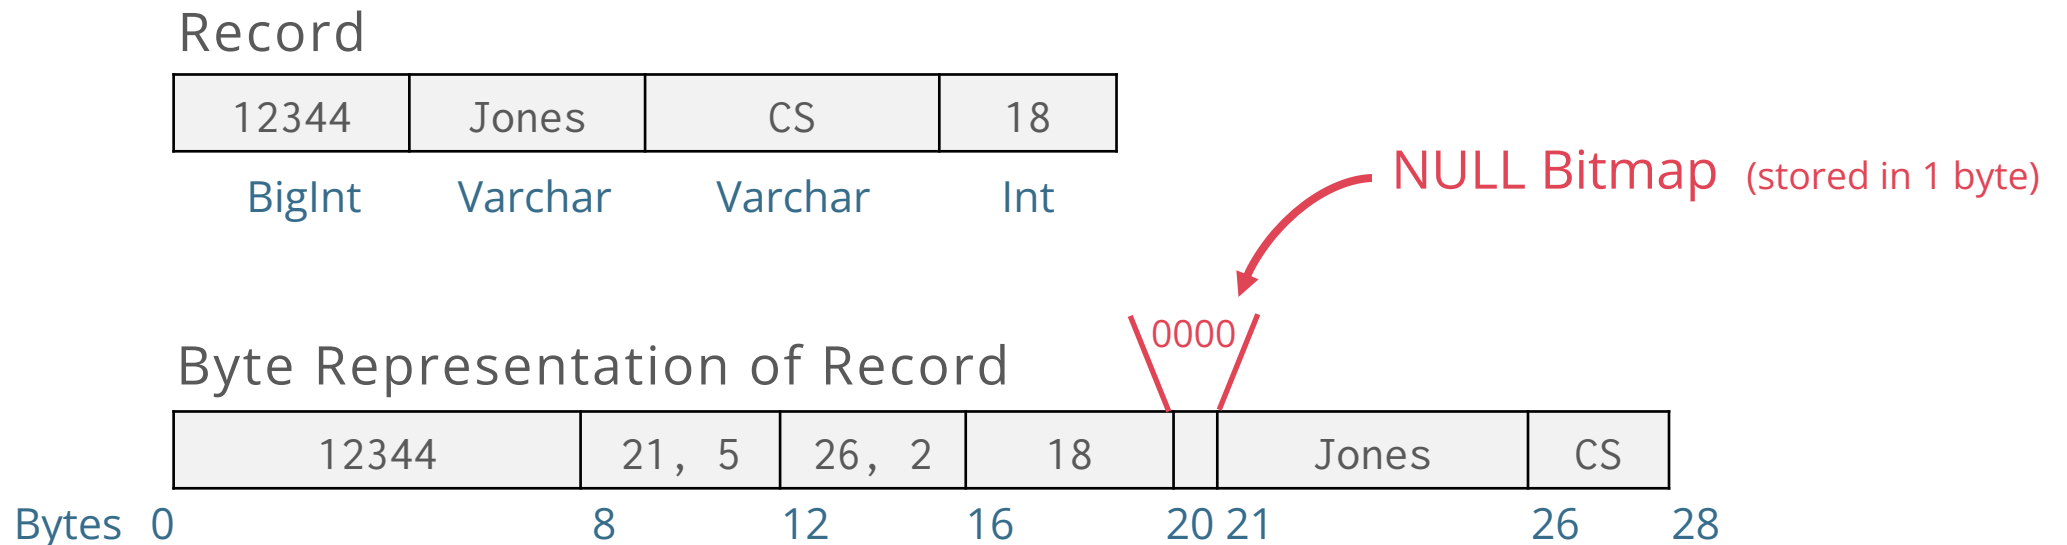 Record
12344 Jones CS 18
BigInt Varchar Varchar Int
NULL Bitmap (stored in 1 byte)
0000
Byte Representation of Record
12344 21, 5 26, 2 18 Jones CS
Bytes 0 8 12 16 20 21 26 28